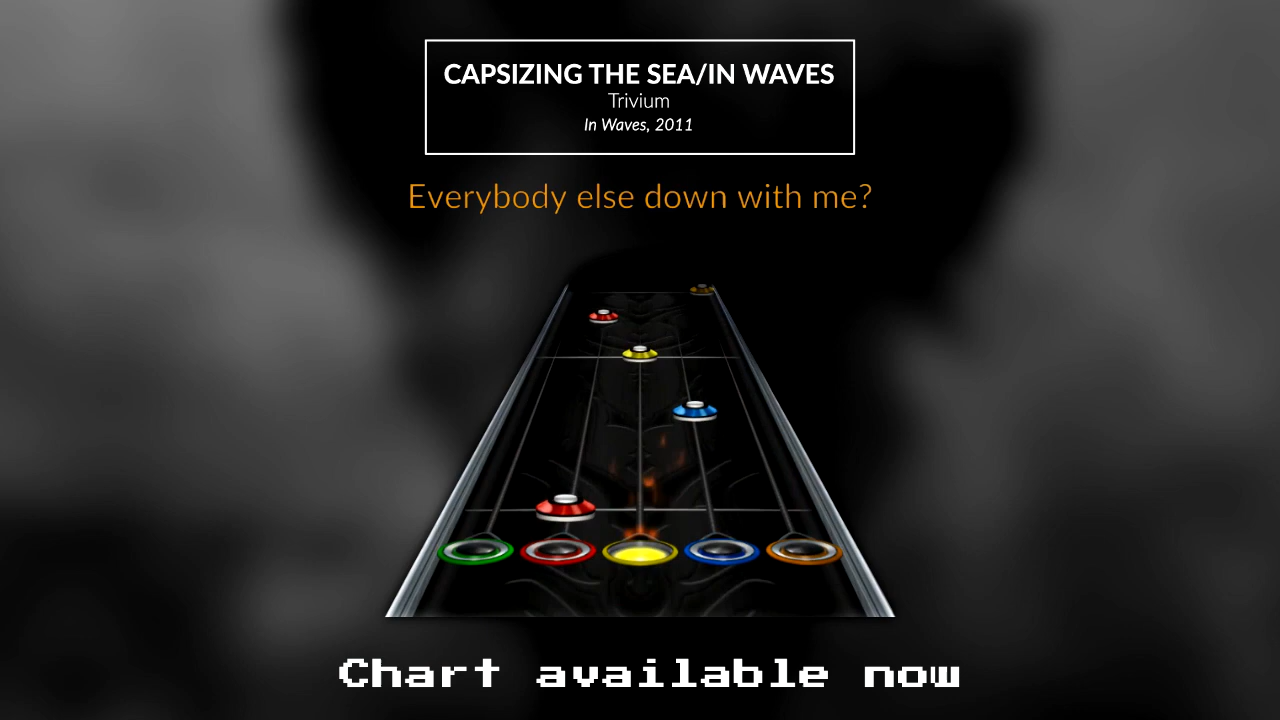 CAPSIZING THE SEA/IN WAVES
Trivium
In Waves, 2011
Everybody else down with me?
Chart available now